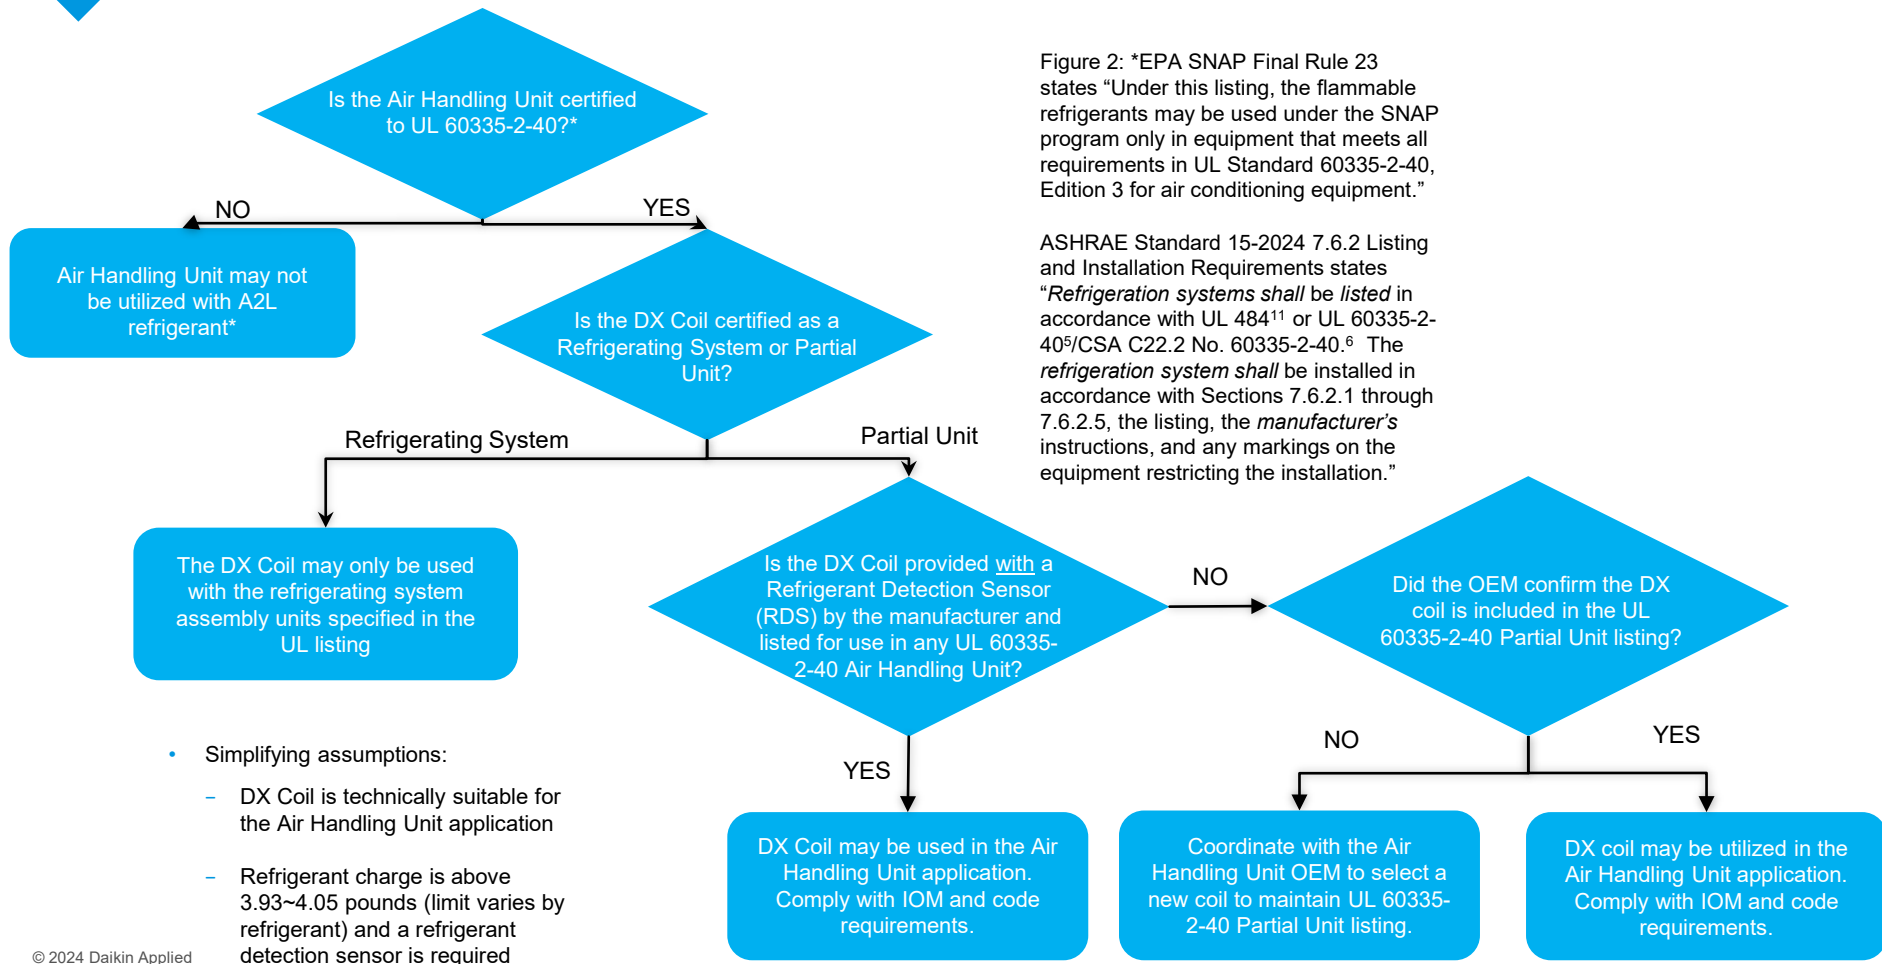 Is the Air Handling Unit certified
to UL 60335-2-40?*
NO
YES
Air Handling Unit may not
be utilized with A2L
refrigerant*
Is the DX Coil certified as a
Refrigerating System or Partial
Unit?
Refrigerating System
Partial Unit
The DX Coil may only be used
with the refrigerating system
assembly units specified in the
UL listing
Is the DX Coil provided with a
Refrigerant Detection Sensor
(RDS) by the manufacturer and
listed for use in any UL 60335-
2-40 Air Handling Unit?
NO
Did the OEM confirm the DX
coil is included in the UL
60335-2-40 Partial Unit listing?
YES
NO
YES
DX Coil may be used in the Air
Handling Unit application.
Comply with IOM and code
requirements.
Coordinate with the Air
Handling Unit OEM to select a
new coil to maintain UL 60335-
2-40 Partial Unit listing.
DX coil may be utilized in the
Air Handling Unit application.
Comply with IOM and code
requirements.
Figure 2: *EPA SNAP Final Rule 23
states “Under this listing, the flammable
refrigerants may be used under the SNAP
program only in equipment that meets all
requirements in UL Standard 60335-2-40,
Edition 3 for air conditioning equipment.”
ASHRAE Standard 15-2024 7.6.2 Listing
and Installation Requirements states
“Refrigeration systems shall be listed in
accordance with UL 484¹¹ or UL 60335-2-
40⁵/CSA C22.2 No. 60335-2-40.⁶ The
refrigeration system shall be installed in
accordance with Sections 7.6.2.1 through
7.6.2.5, the listing, the manufacturer’s
instructions, and any markings on the
equipment restricting the installation.”
• Simplifying assumptions:
– DX Coil is technically suitable for
the Air Handling Unit application
– Refrigerant charge is above
3.93~4.05 pounds (limit varies by
refrigerant) and a refrigerant
detection sensor is required
© 2024 Daikin Applied